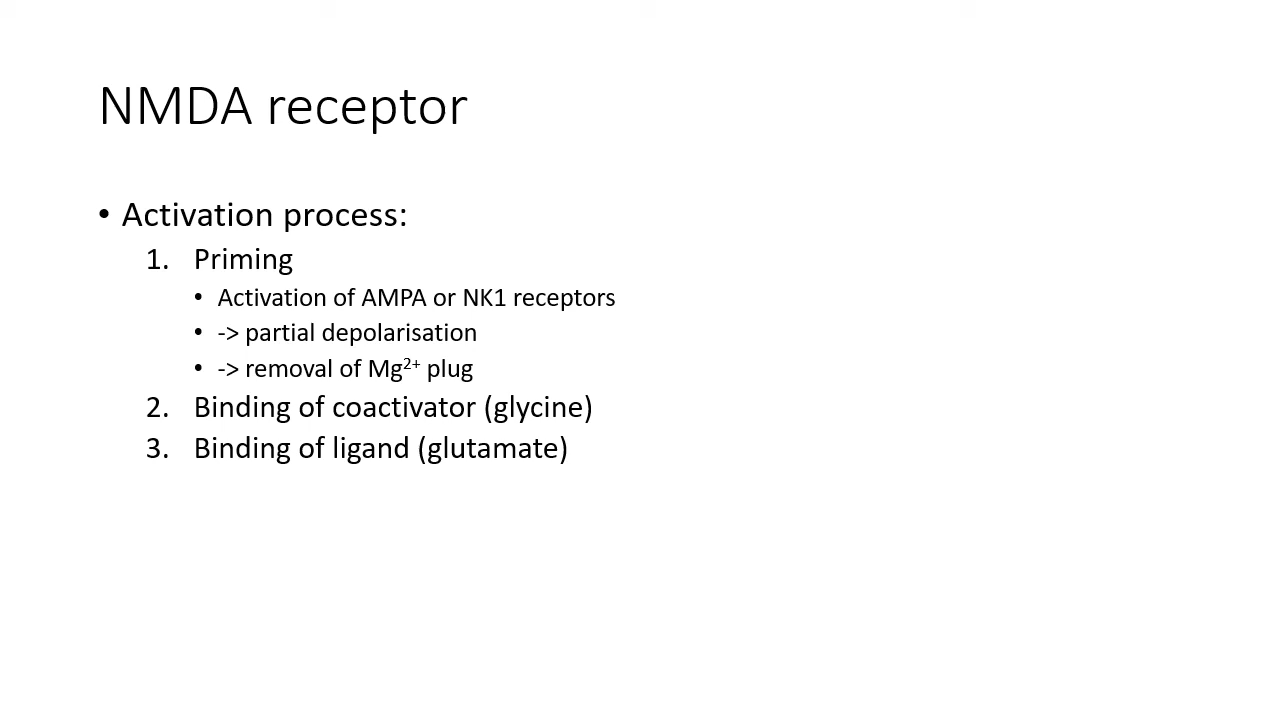 NMDA receptor
• Activation process:
1. Priming
• Activation of AMPA or NK1 receptors
• -> partial depolarisation
• -> removal of Mg²⁺ plug
2. Binding of coactivator (glycine)
3. Binding of ligand (glutamate)